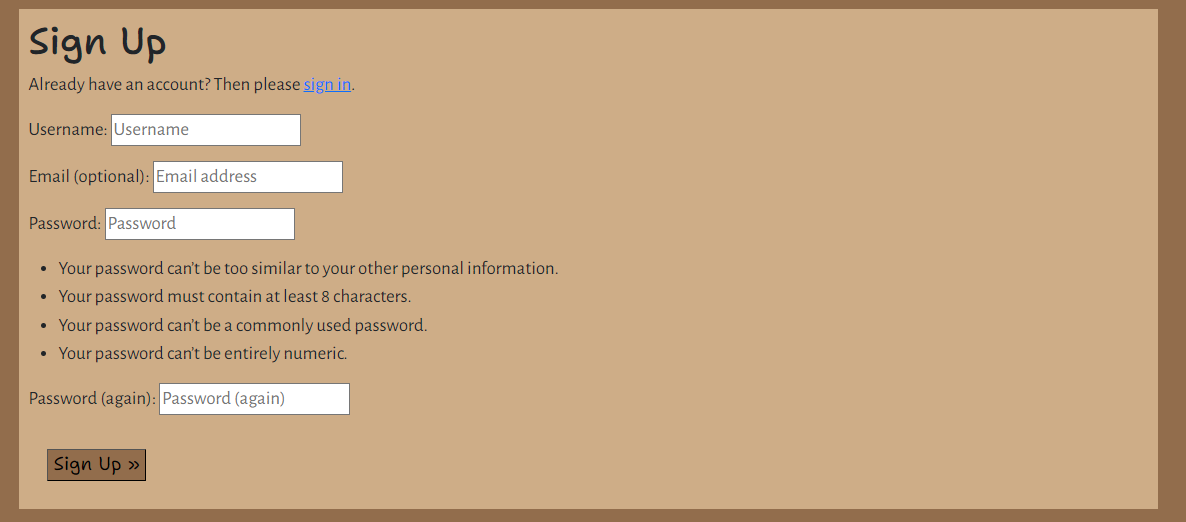 Sign Up
Already have an account? Then please sign in.
Username: Username
Email (optional): Email address
Password: Password
• Your password can't be too similar to your other personal information.
• Your password must contain at least 8 characters.
• Your password can't be a commonly used password.
• Your password can't be entirely numeric.
Password (again): Password (again)
Sign Up »